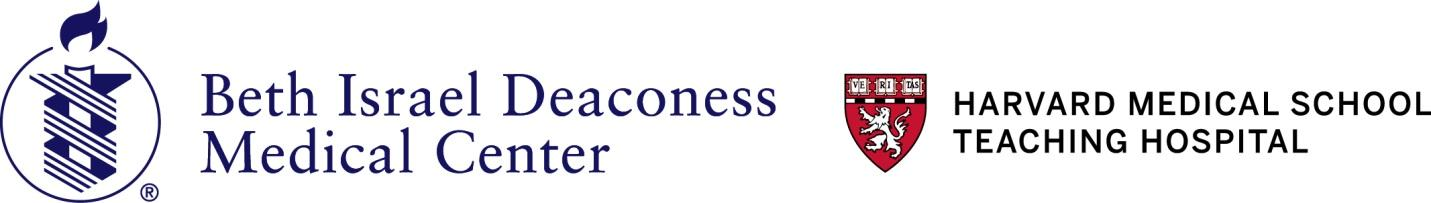 Beth Israel Deaconess
Medical Center
®
VE RI TAS
HARVARD MEDICAL SCHOOL
TEACHING HOSPITAL